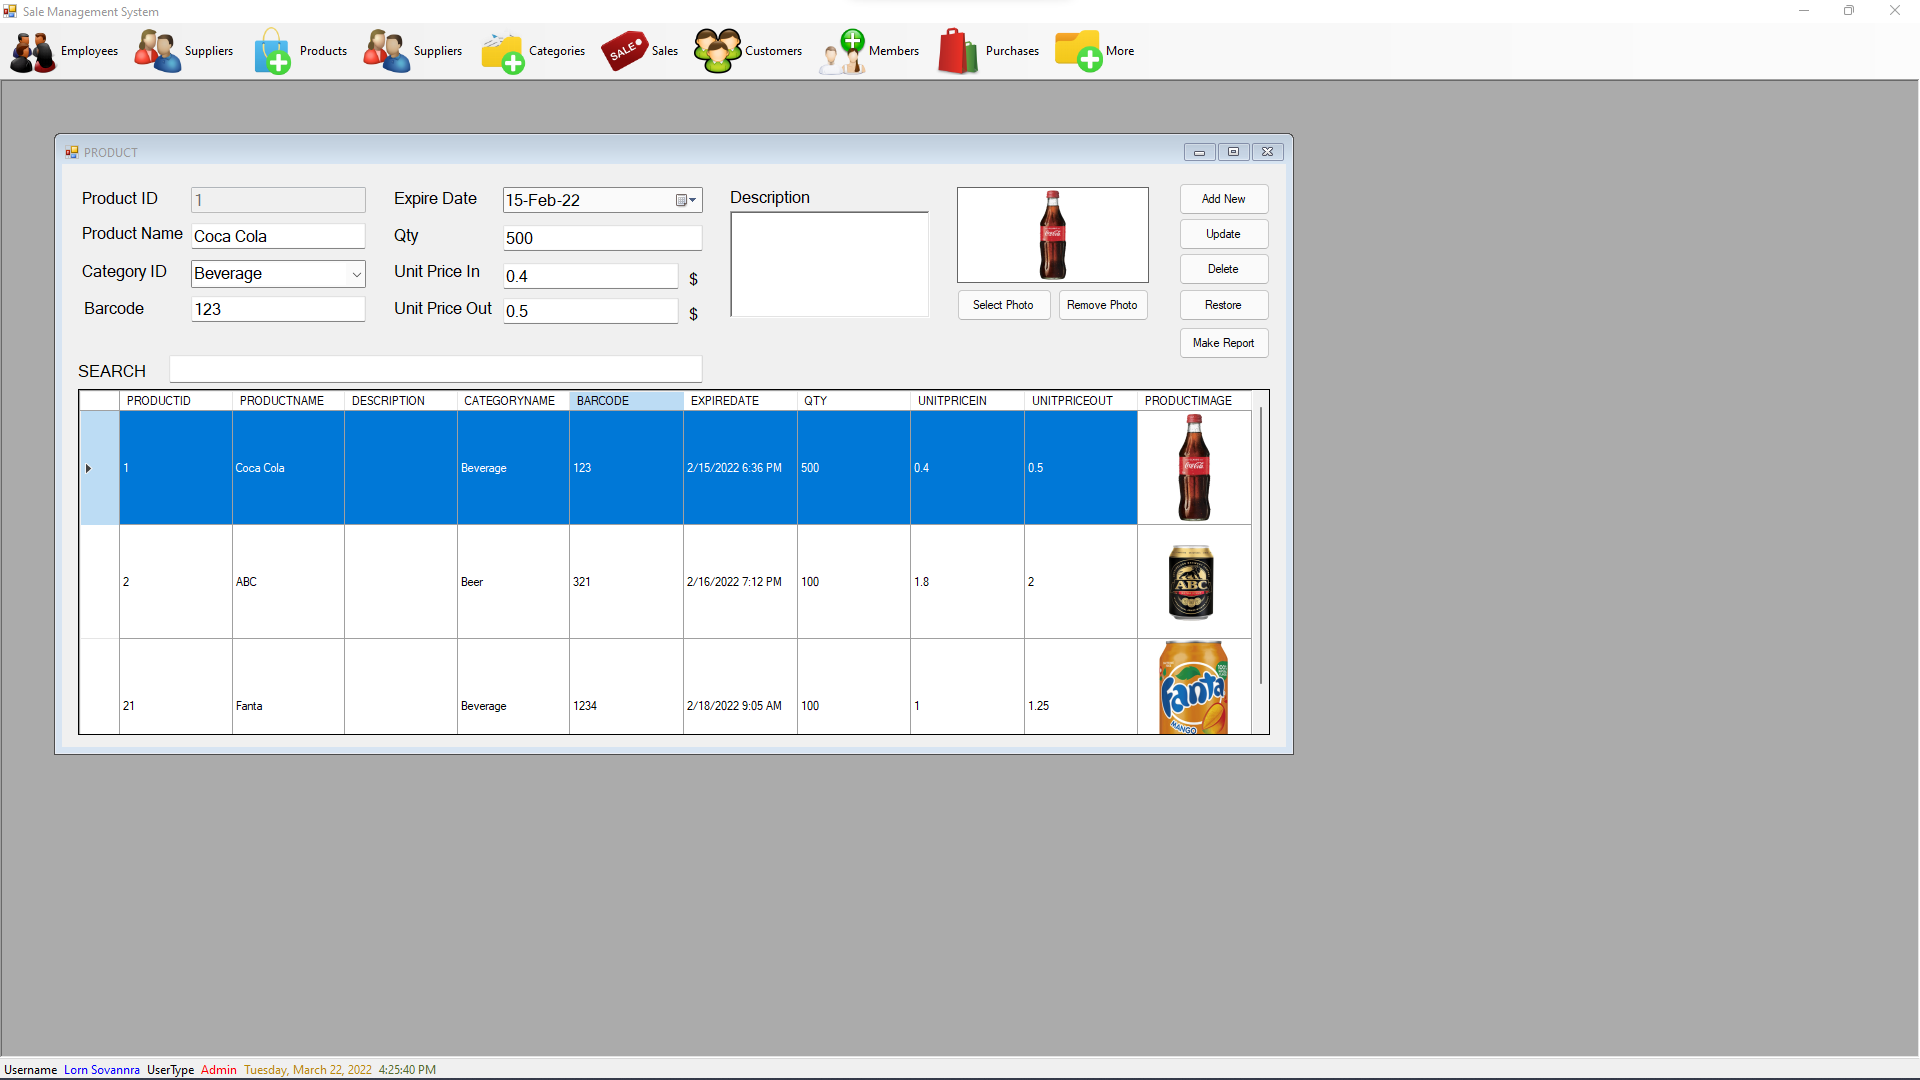 Sale Management System
Employees Suppliers Products Suppliers Categories Sales Customers Members Purchases More
PRODUCT
Product ID 1 Expire Date 15-Feb-22 Description Add New
Product Name Coca Cola Qty 500 Update
Category ID Beverage Unit Price In 0.4 $ Delete
Barcode 123 Unit Price Out 0.5 $ Select Photo Remove Photo Restore
Make Report
SEARCH
PRODUCTID PRODUCTNAME DESCRIPTION CATEGORYNAME BARCODE EXPIREDATE QTY UNITPRICEIN UNITPRICEOUT PRODUCTIMAGE
1 Coca Cola Beverage 123 2/15/2022 6:36 PM 500 0.4 0.5 Coca-Cola
2 ABC Beer 321 2/16/2022 7:12 PM 100 1.8 2 ABC
21 Fanta Beverage 1234 2/18/2022 9:05 AM 100 1 1.25 Fanta MANGO
Username Lorn Sovannra UserType Admin Tuesday, March 22, 2022 4:25:40 PM